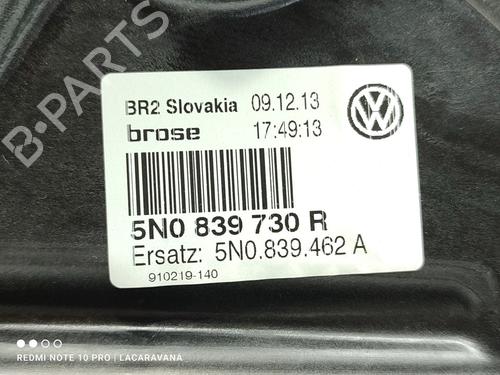 BR2 Slovakia 09.12.13
brose 17:49:13
5N0 839 730 R
Ersatz: 5N0.839.462 A
910219-140
B-PARTS
REDMI NOTE 10 PRO | LACARAVANA